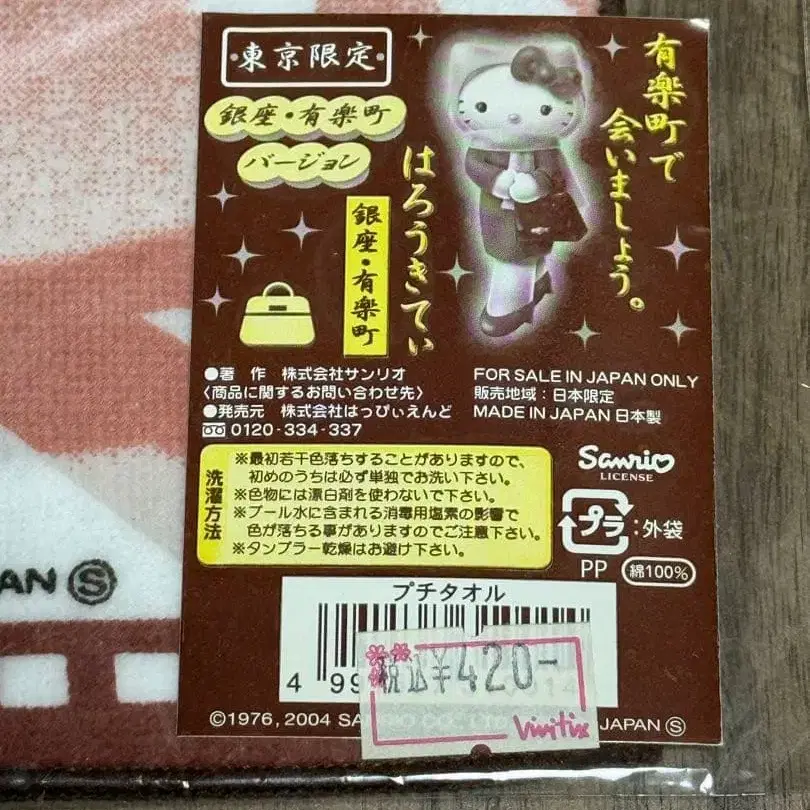 ・東京限定・
銀座・有楽町
バージョン
有楽町で
会いましょう。
はろうきてぃ
銀座・有楽町
●著 作 株式会社サンリオ
〈商品に関するお問い合わせ先〉
●発売元 株式会社はっぴぃえんど
0120-334-337
FOR SALE IN JAPAN ONLY
販売地域：日本限定
MADE IN JAPAN 日本製
洗濯方法
※最初若干色落ちすることがありますので、
初めのうちは必ず単独でお洗い下さい。
※色物には漂白剤を使わないで下さい。
※プール水に含まれる消毒用塩素の影響で
色が落ちる事がありますのでご注意下さい。
※タンブラー乾燥はお避け下さい。
Sanrio
LICENSE
プラ：外袋
PP 綿100%
プチタオル
税込¥420-
4 99
Vivitix
©1976, 2004 SANRIO CO., LTD. JAPAN Ⓢ
PAN Ⓢ